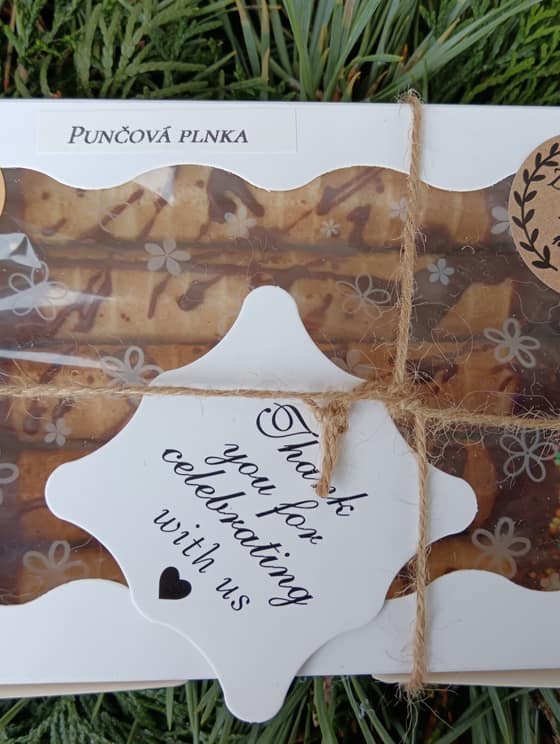 Punčová plnka
Thank
you for
celebrating
with us